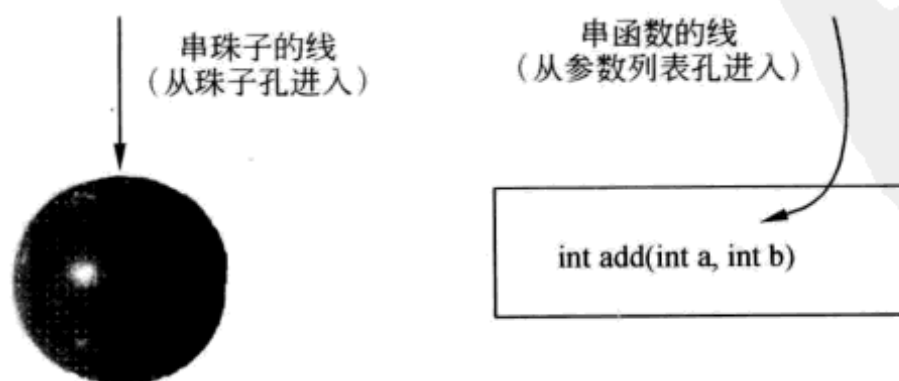 串珠子的线
（从珠子孔进入）
串函数的线
（从参数列表孔进入）
int add(int a, int b)